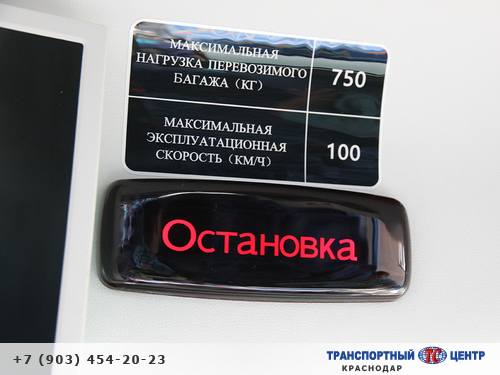 МАКСИМАЛЬНАЯ
НАГРУЗКА ПЕРЕВОЗИМОГО
БАГАЖА (КГ)
750
МАКСИМАЛЬНАЯ
ЭКСПЛУАТАЦИОННАЯ
СКОРОСТЬ (КМ/Ч)
100
ОСТАНОВКА
+7 (903) 454-20-23
ТРАНСПОРТНЫЙ ЦЕНТР
КРАСНОДАР